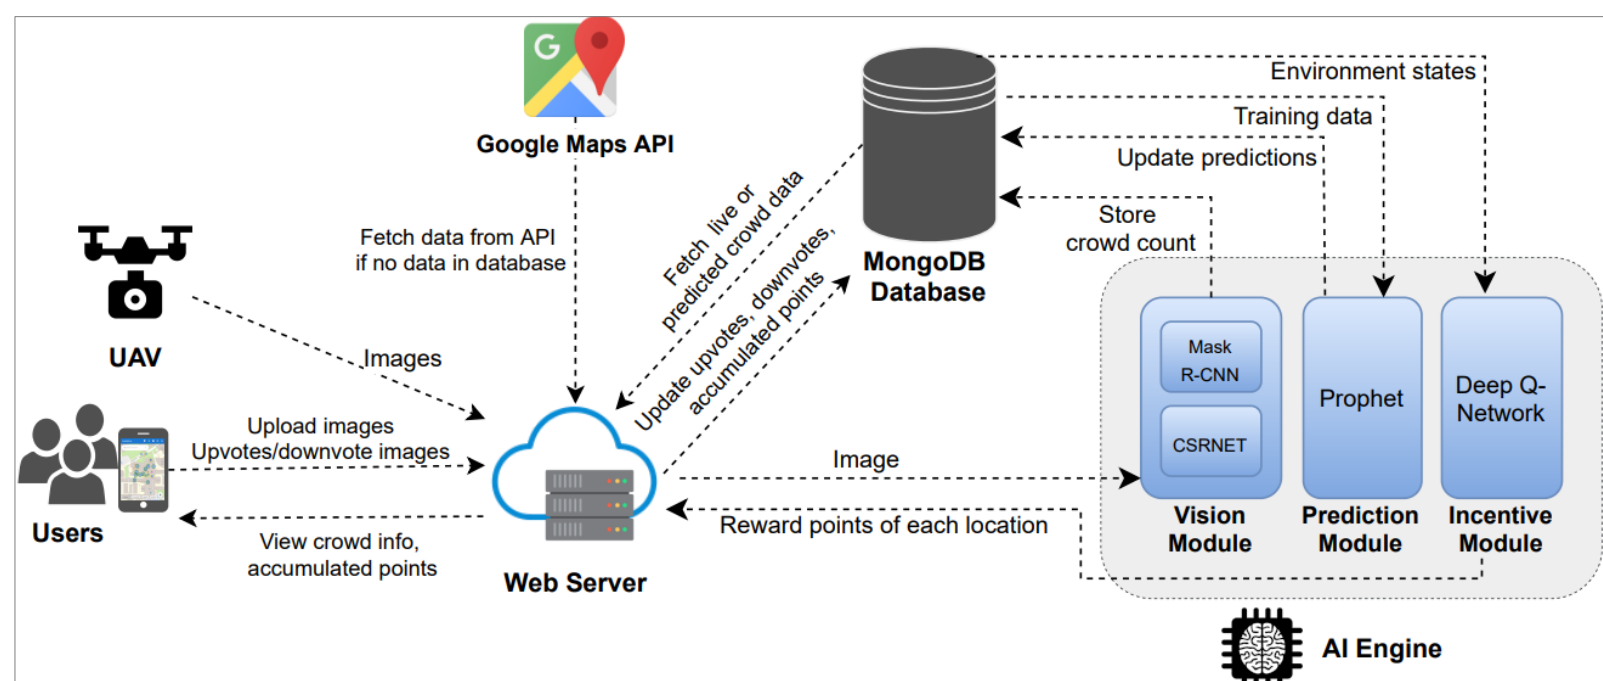 G
Google Maps API
Fetch data from API
if no data in database
UAV
Images
Upload images
Upvotes/downvote images
Users
View crowd info,
accumulated points
Web Server
Fetch live or
predicted crowd data
Update upvotes, downvotes,
accumulated points
MongoDB
Database
Environment states
Training data
Update predictions
Store
crowd count
Image
Reward points of each location
Mask
R-CNN
CSRNET
Vision
Module
Prophet
Prediction
Module
Deep Q-
Network
Incentive
Module
AI Engine